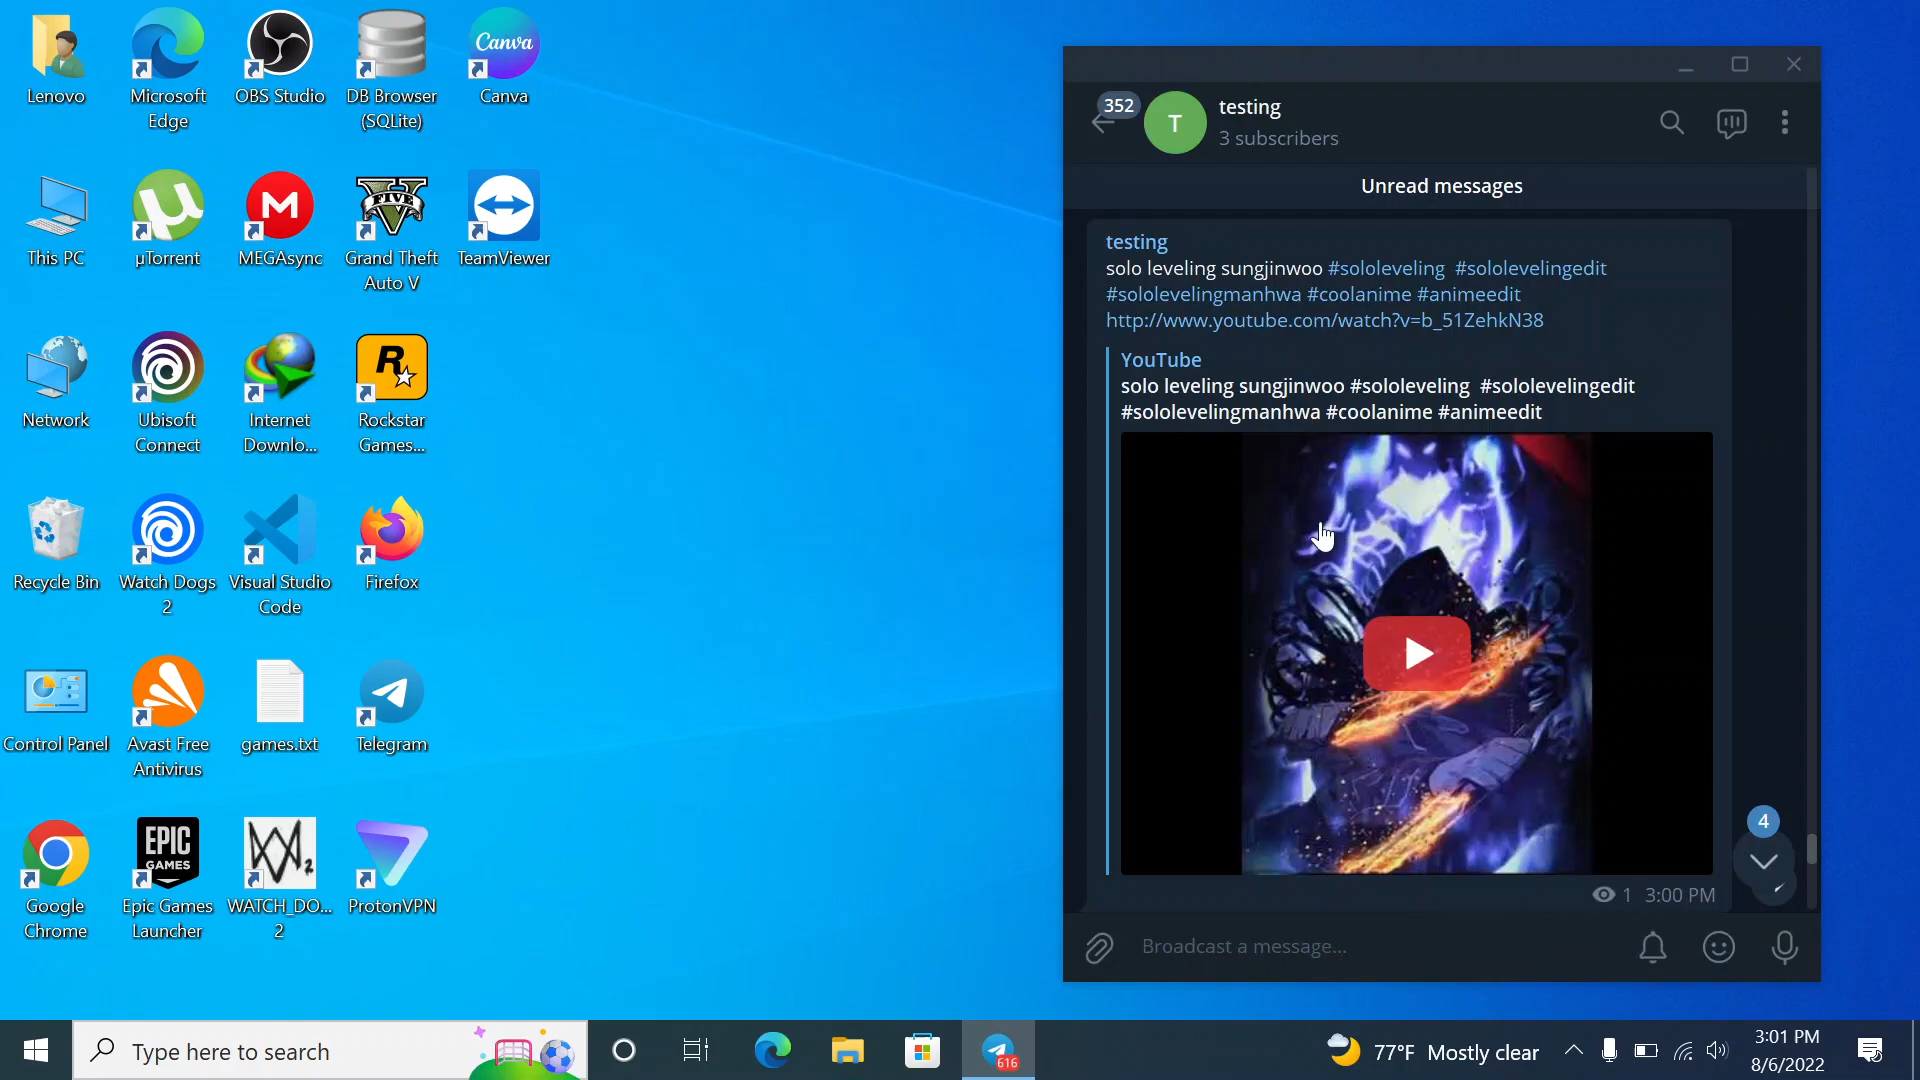 Lenovo
Microsoft
Edge
OBS Studio
DB Browser
(SQLite)
Canva
Canva
This PC
µTorrent
MEGAsync
M
FIVE
Grand Theft
Auto V
TeamViewer
Network
Ubisoft
Connect
Internet
Downlo...
R
Rockstar
Games...
Recycle Bin
Watch Dogs
2
Visual Studio
Code
Firefox
Control Panel
Avast Free
Antivirus
games.txt
Telegram
Google
Chrome
EPIC
GAMES
Epic Games
Launcher
2
WATCH_DO...
2
ProtonVPN
352
T
testing
3 subscribers
Unread messages
testing
solo leveling sungjinwoo #sololeveling #sololevelingedit
#sololevelingmanhwa #coolanime #animeedit
http://www.youtube.com/watch?v=b_51ZehkN38
YouTube
solo leveling sungjinwoo #sololeveling #sololevelingedit
#sololevelingmanhwa #coolanime #animeedit
4
1 3:00 PM
Broadcast a message...
Type here to search
616
77°F Mostly clear
3:01 PM
8/6/2022